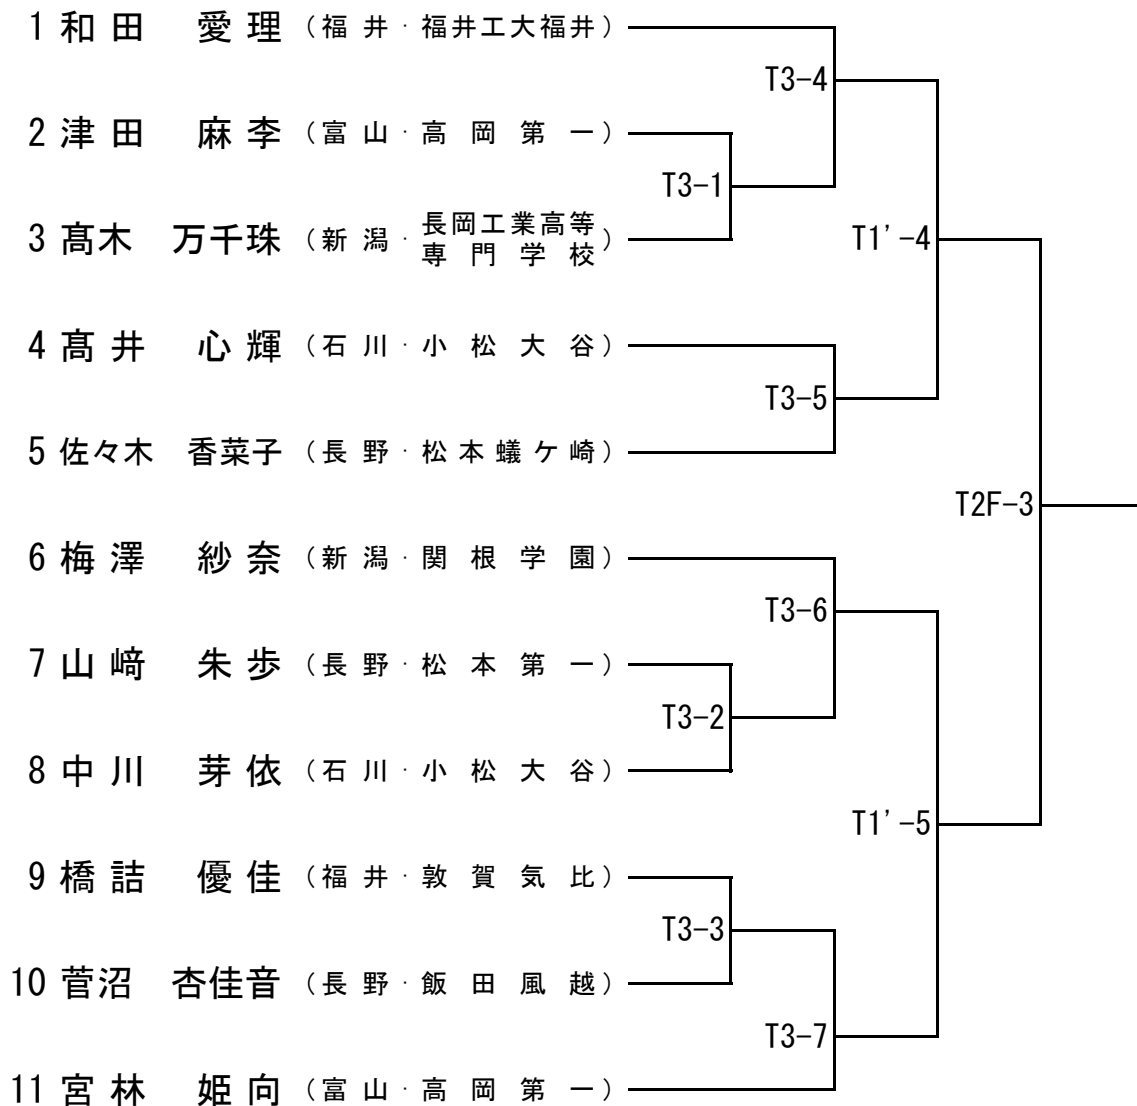 1 和田 愛理 （福井・福井工大福井）
T3-4
2 津田 麻李 （富山・高岡第一）
T3-1
3 髙木 万千珠 （新潟・長岡工業高等専門学校）
T1'-4
4 髙井 心輝 （石川・小松大谷）
T3-5
5 佐々木 香菜子 （長野・松本蟻ケ崎）
T2F-3
6 梅澤 紗奈 （新潟・関根学園）
T3-6
7 山﨑 朱歩 （長野・松本第一）
T3-2
8 中川 芽依 （石川・小松大谷）
T1'-5
9 橋詰 優佳 （福井・敦賀気比）
T3-3
10 菅沼 杏佳音 （長野・飯田風越）
T3-7
11 宮林 姫向 （富山・高岡第一）